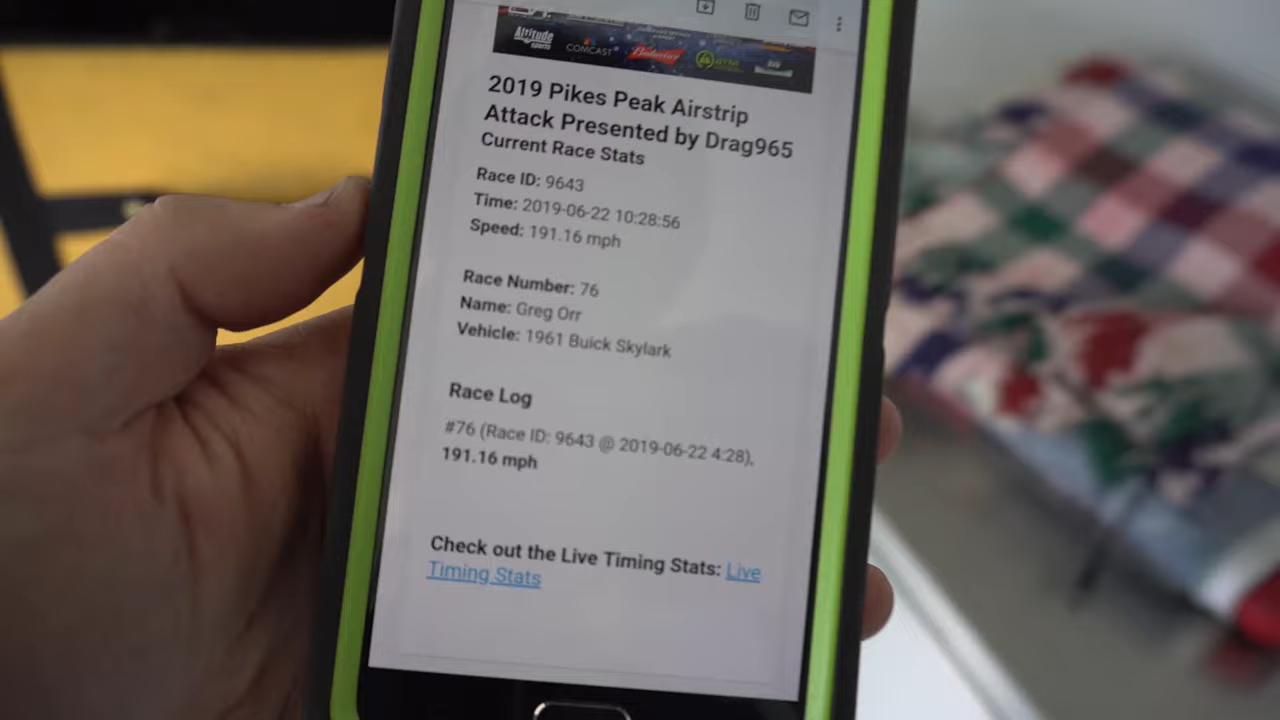 Altitude
sports
COMCAST
Budweiser
2019 Pikes Peak Airstrip
Attack Presented by Drag965
Current Race Stats
Race ID: 9643
Time: 2019-06-22 10:28:56
Speed: 191.16 mph
Race Number: 76
Name: Greg Orr
Vehicle: 1961 Buick Skylark
Race Log
#76 (Race ID: 9643 @ 2019-06-22 4:28),
191.16 mph
Check out the Live Timing Stats: Live
Timing Stats